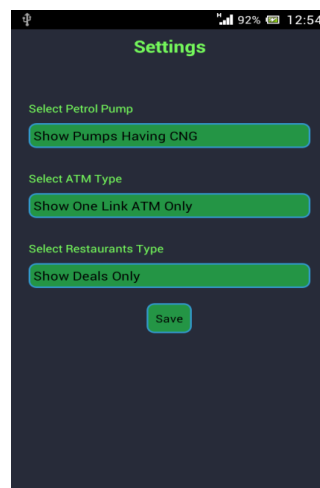 H 92% 12:54
Settings
Select Petrol Pump
Show Pumps Having CNG
Select ATM Type
Show One Link ATM Only
Select Restaurants Type
Show Deals Only
Save